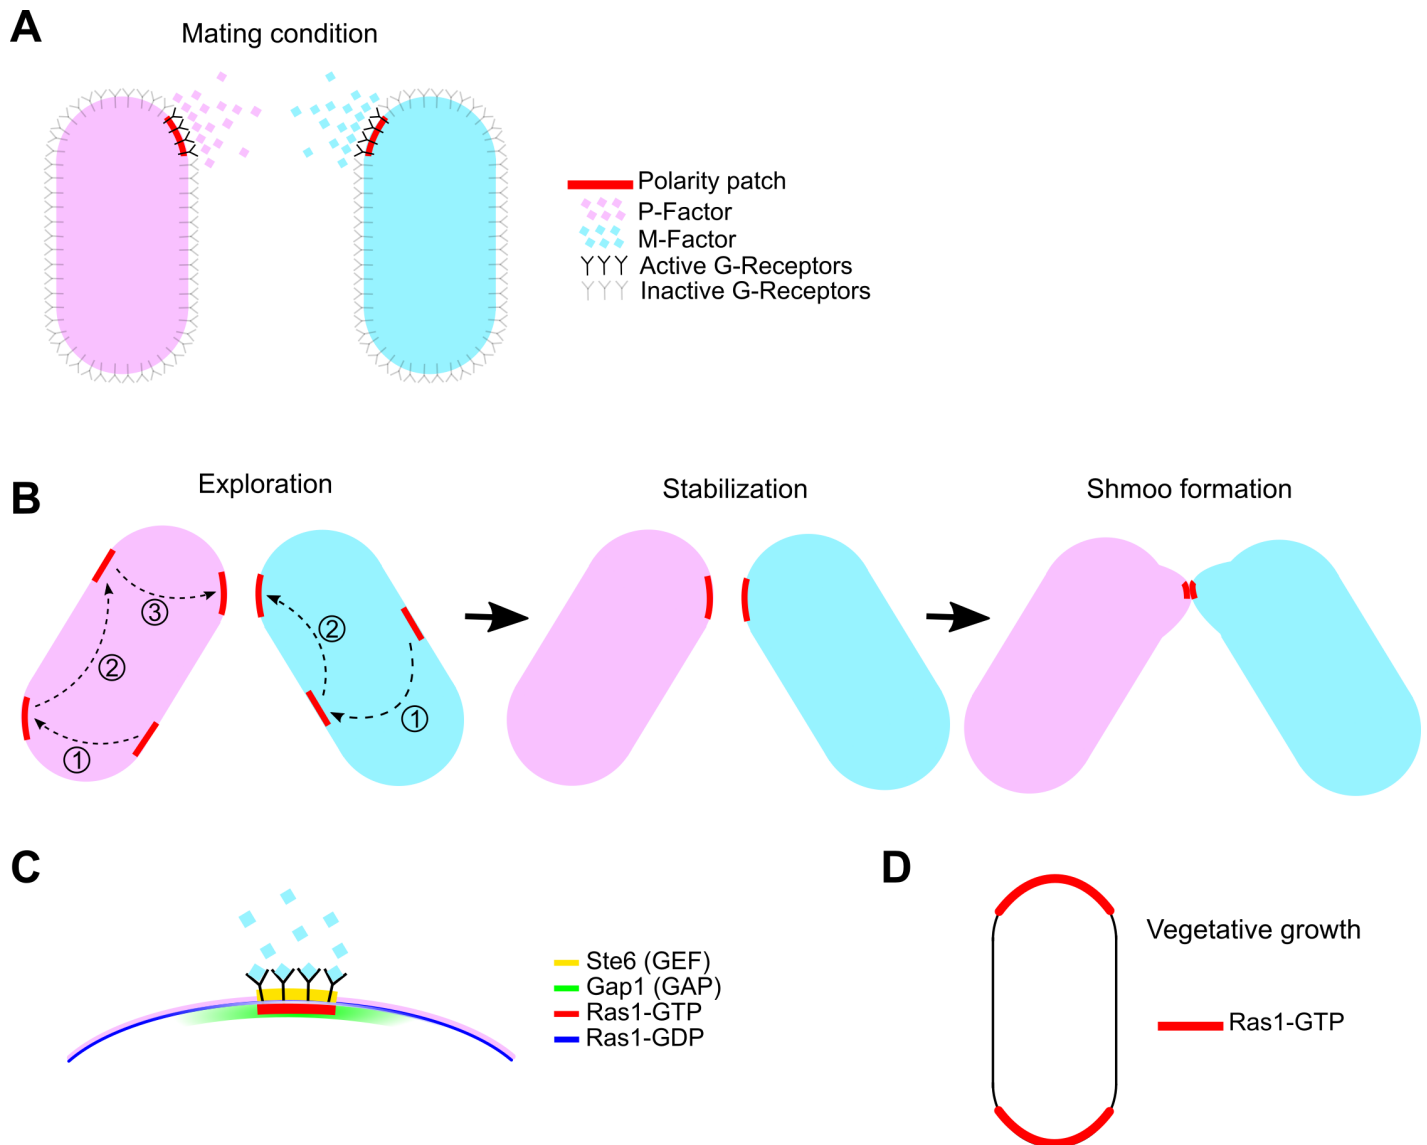 A
Mating condition
Polarity patch
P-Factor
M-Factor
Active G-Receptors
Inactive G-Receptors
B
Exploration
Stabilization
Shmoo formation
3
2
1
2
1
C
Ste6 (GEF)
Gap1 (GAP)
Ras1-GTP
Ras1-GDP
D
Vegetative growth
Ras1-GTP